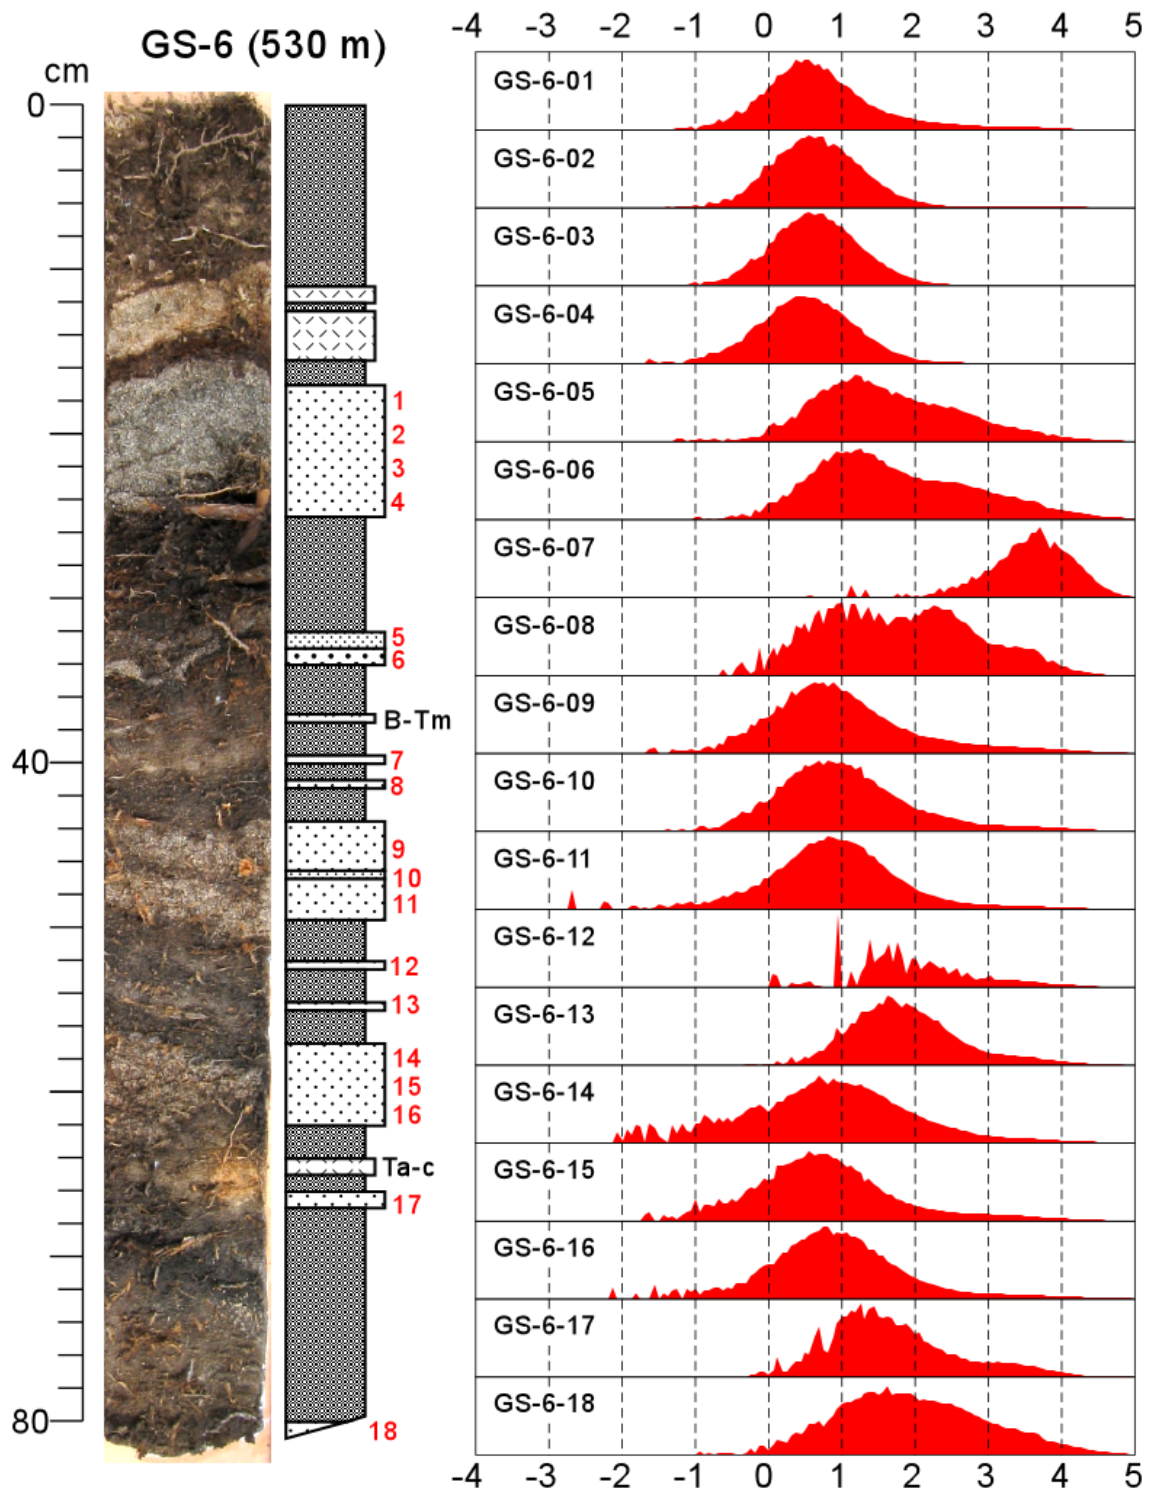 GS-6 (530 m)
cm
0
40
80
1
2
3
4
5
6
B-Tm
7
8
9
10
11
12
13
14
15
16
Ta-c
17
18
-4 -3 -2 -1 0 1 2 3 4 5
GS-6-01
GS-6-02
GS-6-03
GS-6-04
GS-6-05
GS-6-06
GS-6-07
GS-6-08
GS-6-09
GS-6-10
GS-6-11
GS-6-12
GS-6-13
GS-6-14
GS-6-15
GS-6-16
GS-6-17
GS-6-18
-4 -3 -2 -1 0 1 2 3 4 5